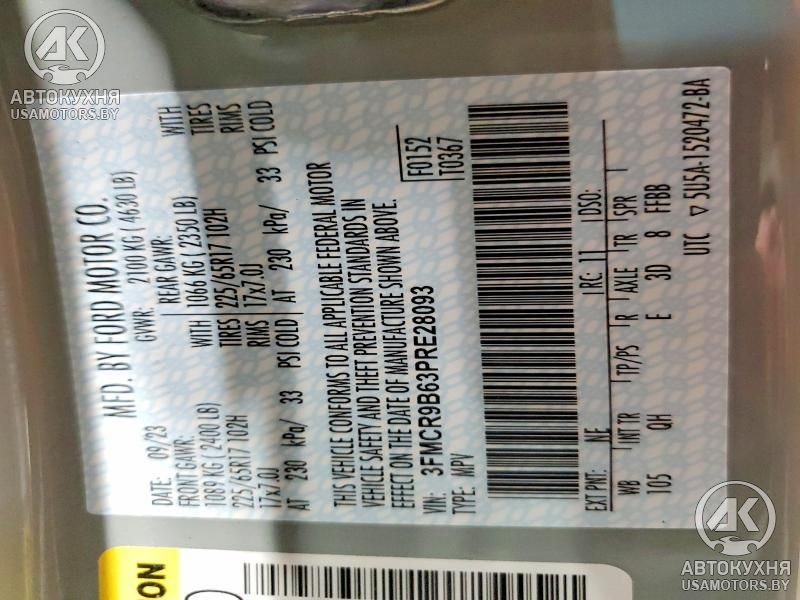 MFD. BY FORD MOTOR CO.
DATE: 09/23
GVWR: 2100 KG ( 4630 LB)
FRONT GAWR:
REAR GAWR:
1089 KG ( 2400 LB)
WITH
1066 KG ( 2350 LB)
WITH
225/65R17 102H
TIRES
225/65R17 102H
TIRES
17x7.0J
RIMS
17x7.0J
RIMS
AT 230 kPa/ 33 PSI COLD
AT 230 kPa/ 33 PSI COLD
THIS VEHICLE CONFORMS TO ALL APPLICABLE FEDERAL MOTOR
VEHICLE SAFETY AND THEFT PREVENTION STANDARDS IN
EFFECT ON THE DATE OF MANUFACTURE SHOWN ABOVE.
VIN: 3FMCR9B63PRE28093
TYPE: MPV
F0152
T0367
EXT PNT: NE
RC: 11
DSO:
WB
INT TR
TP/PS
R
AXLE
TR
SPR
105
QH
E
3D
8
FFBB
UTC ▽ 5U5A-1520472-BA
ON
АВТОКУХНЯ
USAMOTORS.BY
АВТОКУХНЯ
USAMOTORS.BY